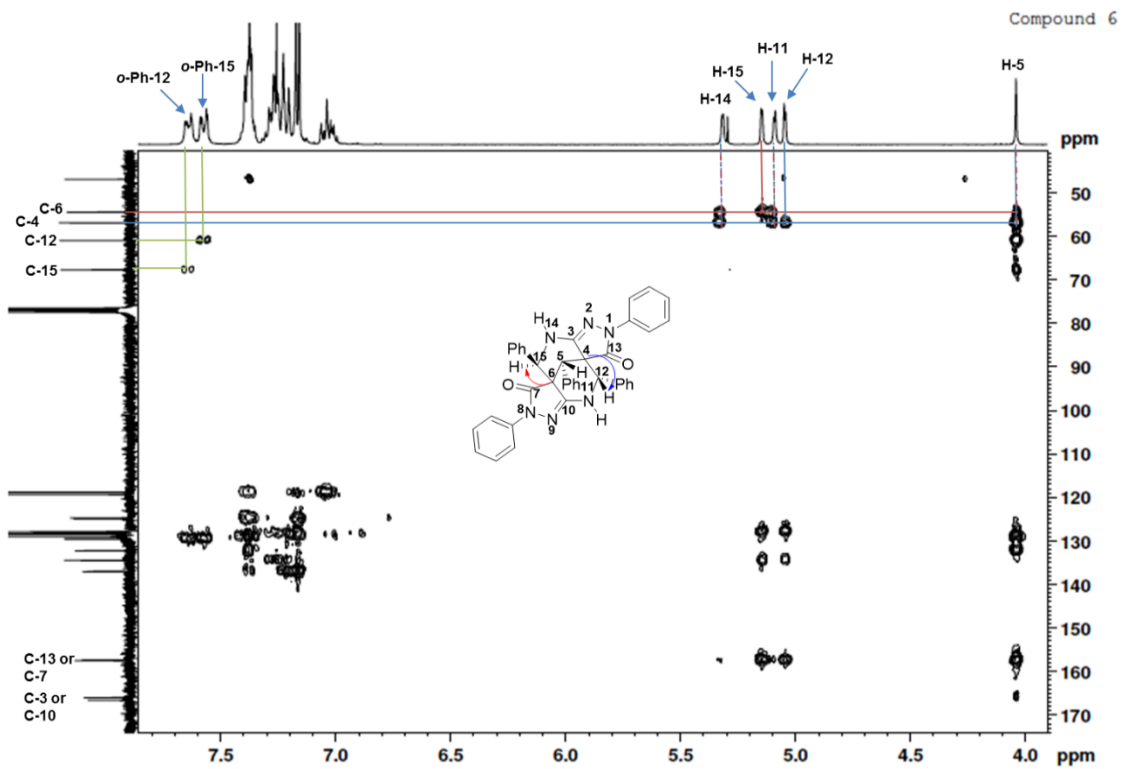 Compound 6
o-Ph-12
o-Ph-15
H-14
H-15
H-11
H-12
H-5
ppm
C-6
C-4
C-12
C-15
C-13 or
C-7
C-3 or
C-10
50
60
70
80
90
100
110
120
130
140
150
160
170
H
14
N
2
N
1
N
3
13
O
Ph
15
H
5
4
H
12
Ph
H
6
Ph
11
N
H
O
7
8
N
N
9
10
7.5
7.0
6.5
6.0
5.5
5.0
4.5
4.0
ppm